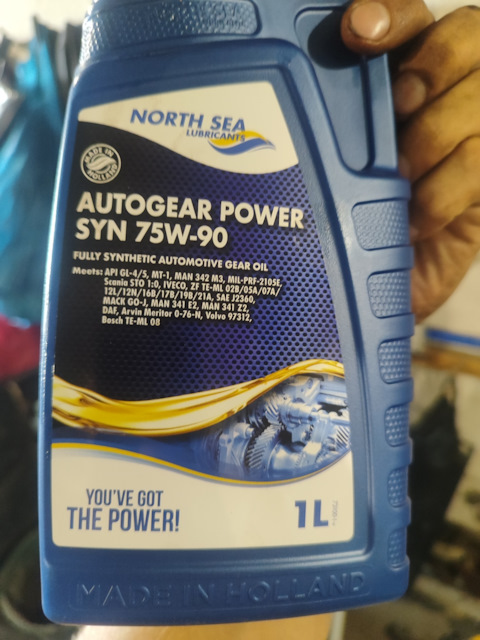 NORTH SEA
LUBRICANTS
MADE IN
HOLLAND
AUTOGEAR POWER
SYN 75W-90
FULLY SYNTHETIC AUTOMOTIVE GEAR OIL
Meets: API GL-4/5, MT-1, MAN 342 M3, MIL-PRF-2105E,
Scania STO 1:0, IVECO, ZF TE-ML 02B/05A/07A/
12L/12N/16B/17B/19B/21A, SAE J2360,
MACK GO-J, MAN 341 E2, MAN 341 Z2,
DAF, Arvin Meritor 0-76-N, Volvo 97312,
Bosch TE-ML 08
YOU'VE GOT
THE POWER!
1L
MADE IN HOLLAND